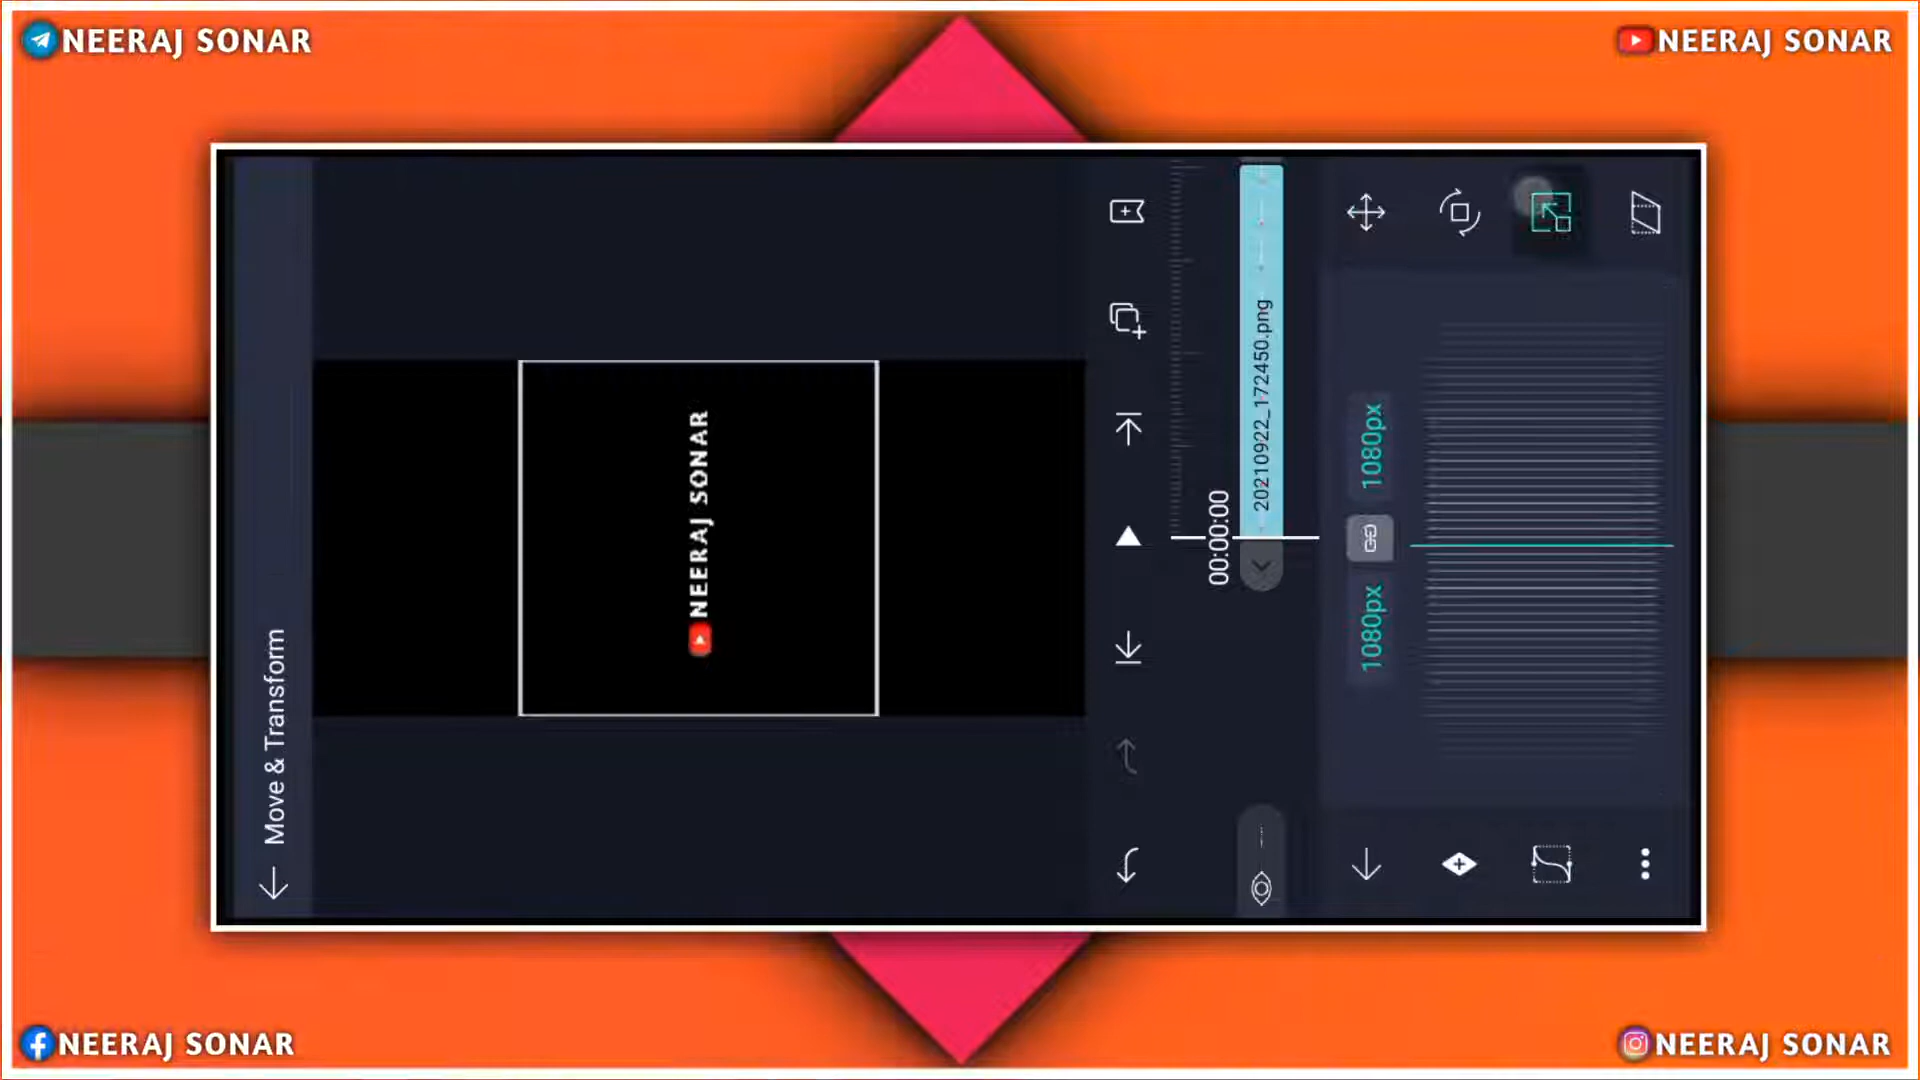 NEERAJ SONAR
NEERAJ SONAR
Move & Transform
NEERAJ SONAR
00:00:00
20210922_172450.png
1080px
1080px
NEERAJ SONAR
NEERAJ SONAR